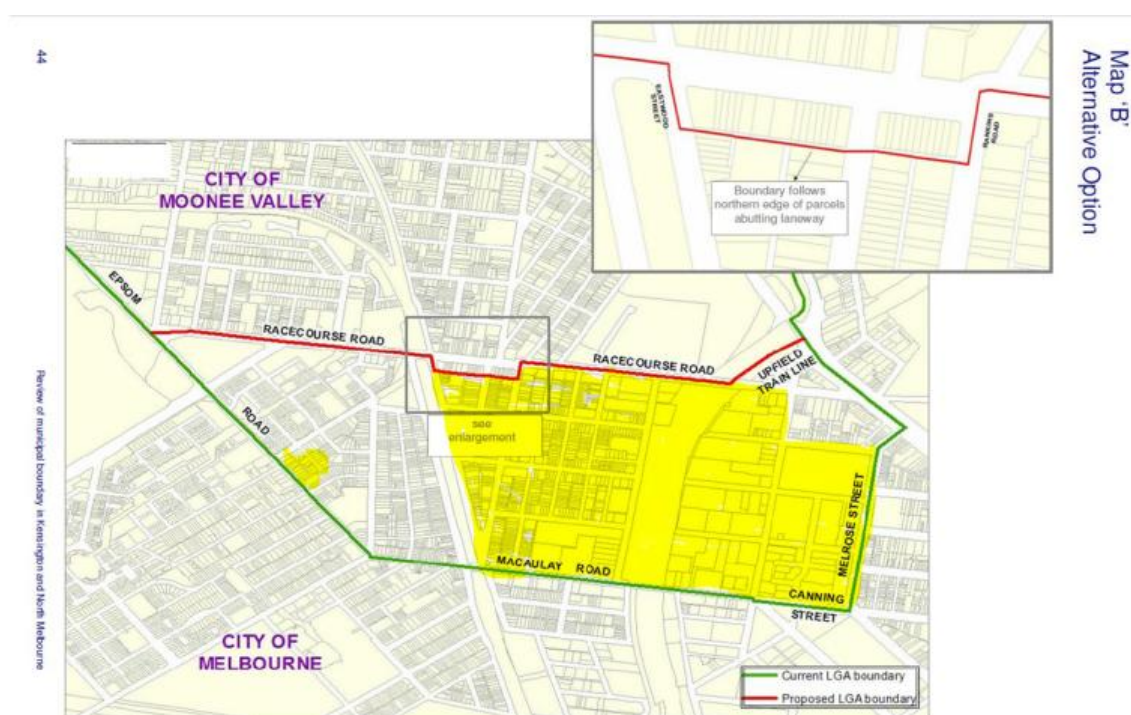 44
Review of municipal boundary in Kensington and North Melbourne
Map 'B'
Alternative Option
EASTWOOD
STREET
RANKINS
ROAD
Boundary follows
northern edge of parcels
abutting laneway
CITY OF
MOONEE VALLEY
EPSOM
ROAD
RACECOURSE ROAD
RACECOURSE ROAD
UPFIELD
TRAIN LINE
see
enlargement
MELROSE STREET
MACAULAY ROAD
CANNING
STREET
CITY OF
MELBOURNE
Current LGA boundary
Proposed LGA boundary